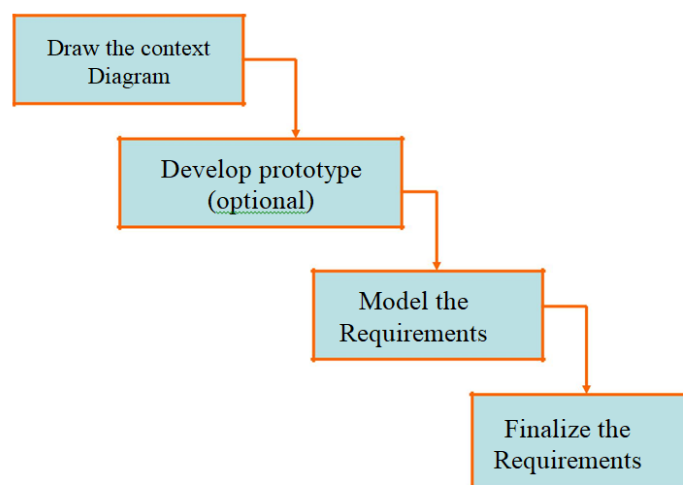 Draw the context
Diagram
Develop prototype
(optional)
Model the
Requirements
Finalize the
Requirements